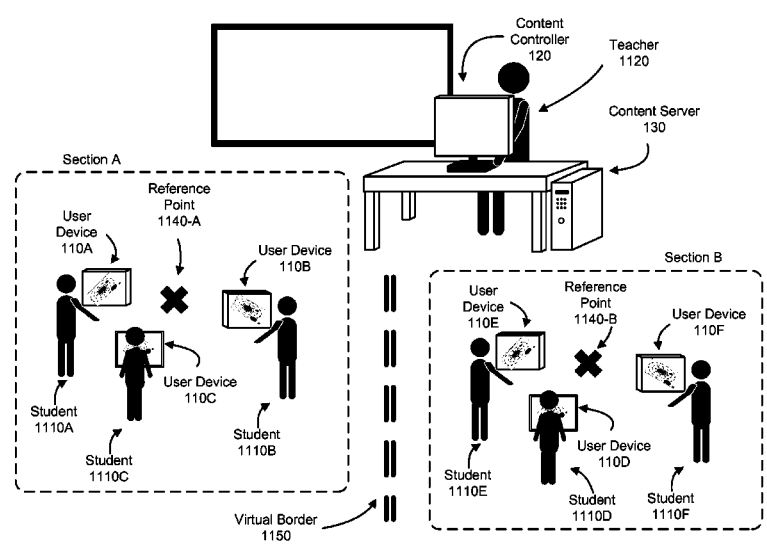 Content
Controller
120
Teacher
1120
Content Server
130
Section A
Reference
Point
1140-A
User
Device
110A
User Device
110B
User Device
110C
Student
1110A
Student
1110C
Student
1110B
Section B
User
Device
110E
Reference
Point
1140-B
User Device
110F
User Device
110D
Student
1110E
Student
1110D
Student
1110F
Virtual Border
1150